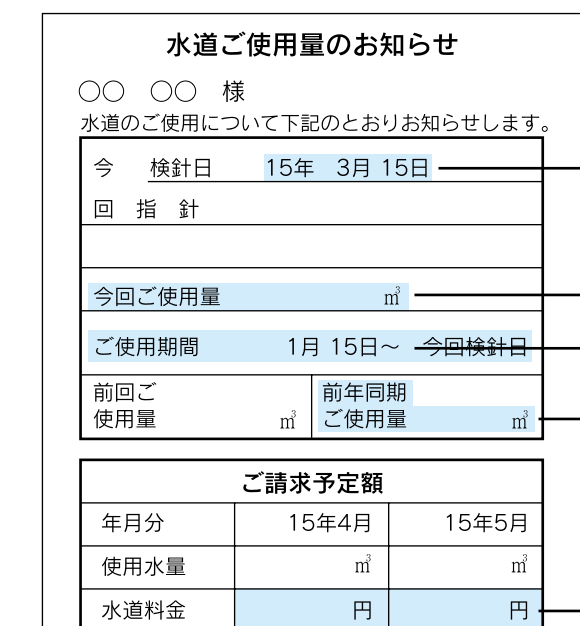 水道ご使用量のお知らせ
○○ ○○ 様
水道のご使用について下記のとおりお知らせします。
今 検針日 15年 3月 15日
回 指 針
今回ご使用量 ㎥
ご使用期間 1月 15日～ 今回検針日
前回ご
使用量 ㎥
前年同期
ご使用量 ㎥
ご請求予定額
年月分 15年4月 15年5月
使用水量 ㎥ ㎥
水道料金 円 円